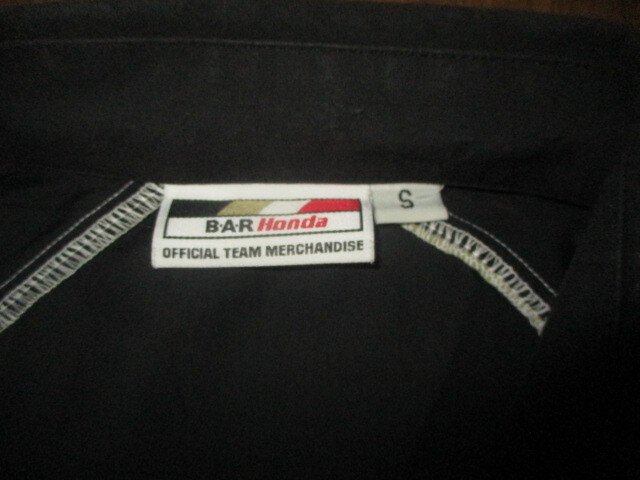 B·A·R Honda
OFFICIAL TEAM MERCHANDISE
S